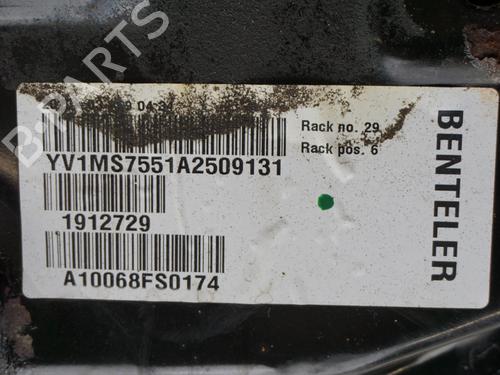 B-PARTS
Rack no. 29
Rack pos. 6
YV1MS7551A2509131
1912729
A10068FS0174
BENTELER